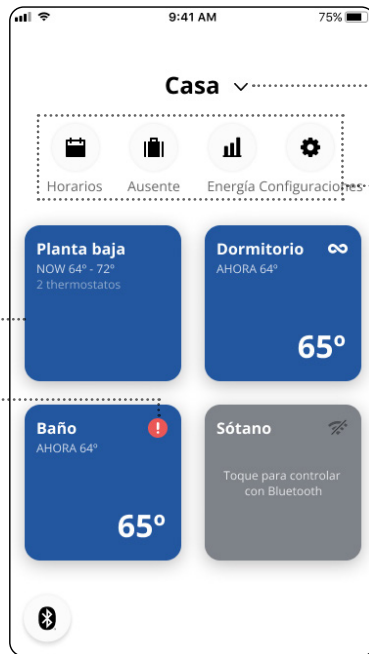 9:41 AM
75%
Casa
Horarios Ausente Energía Configuraciones
Planta baja
NOW 64º - 72º
2 thermostatos
Dormitorio
AHORA 64º
65º
Baño
AHORA 64º
65º
Sótano
Toque para controlar
con Bluetooth